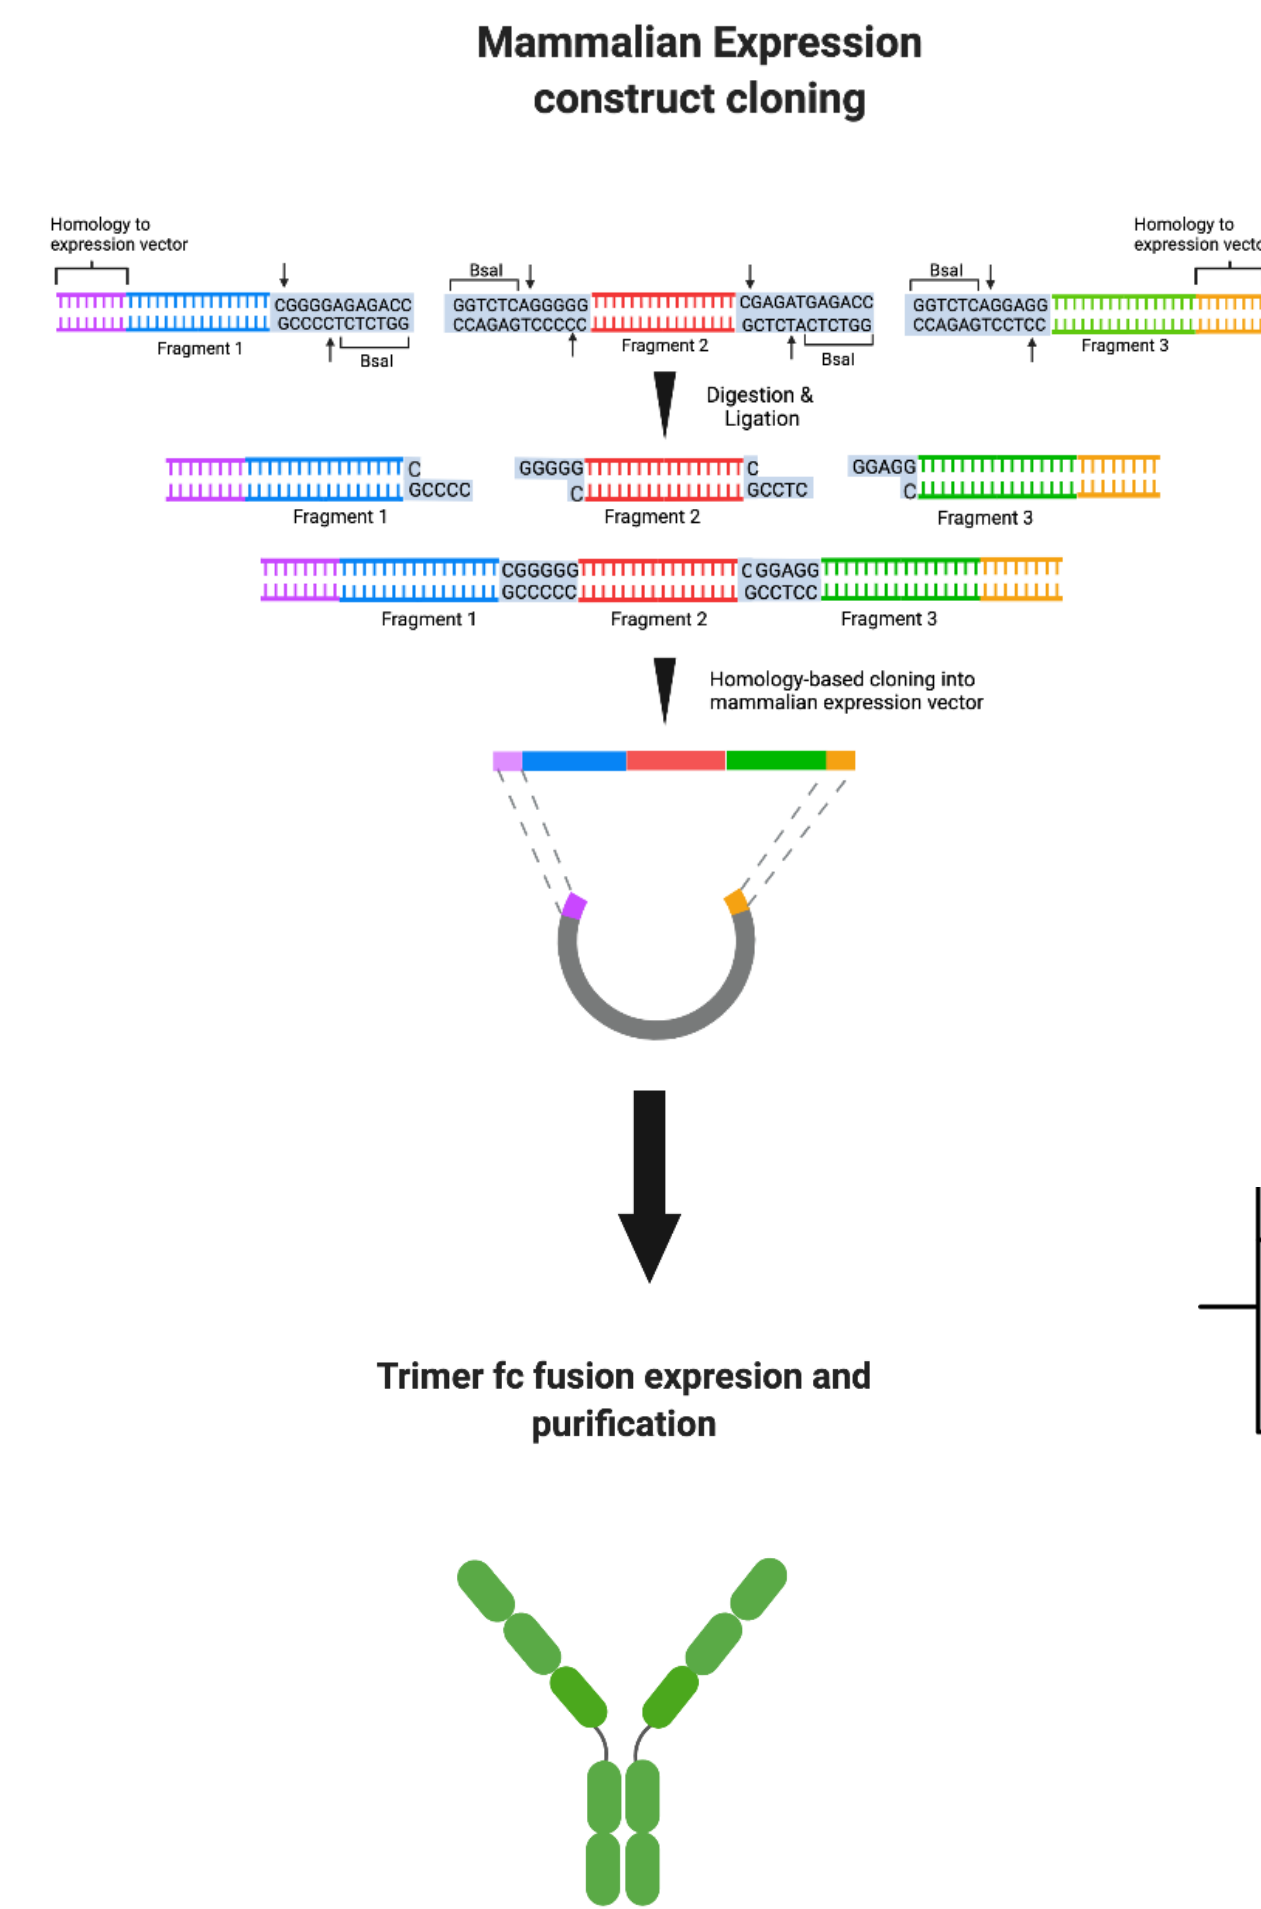 Mammalian Expression
construct cloning
Homology to
expression vector
Homology to
BsaI
BsaI
CGGGGAGAGACC
GCCCCTCTCTGG
GGTCTCAGGGGG
CCAGAGTCCCCC
CGAGATGAGACC
GCTCTACTCTGG
GGTCTCAGGAGG
CCAGAGTCCTCC
Fragment 1
BsaI
Fragment 2
BsaI
Fragment 3
Digestion &
Ligation
C
GCCCC
GGGGG
C
C
GCCTC
GGAGG
C
Fragment 1
Fragment 2
Fragment 3
CGGGGG
GCCCCC
CGGAGG
GCCTCC
Fragment 1
Fragment 2
Fragment 3
Homology-based cloning into
mammalian expression vector
Trimer fc fusion expresion and
purification